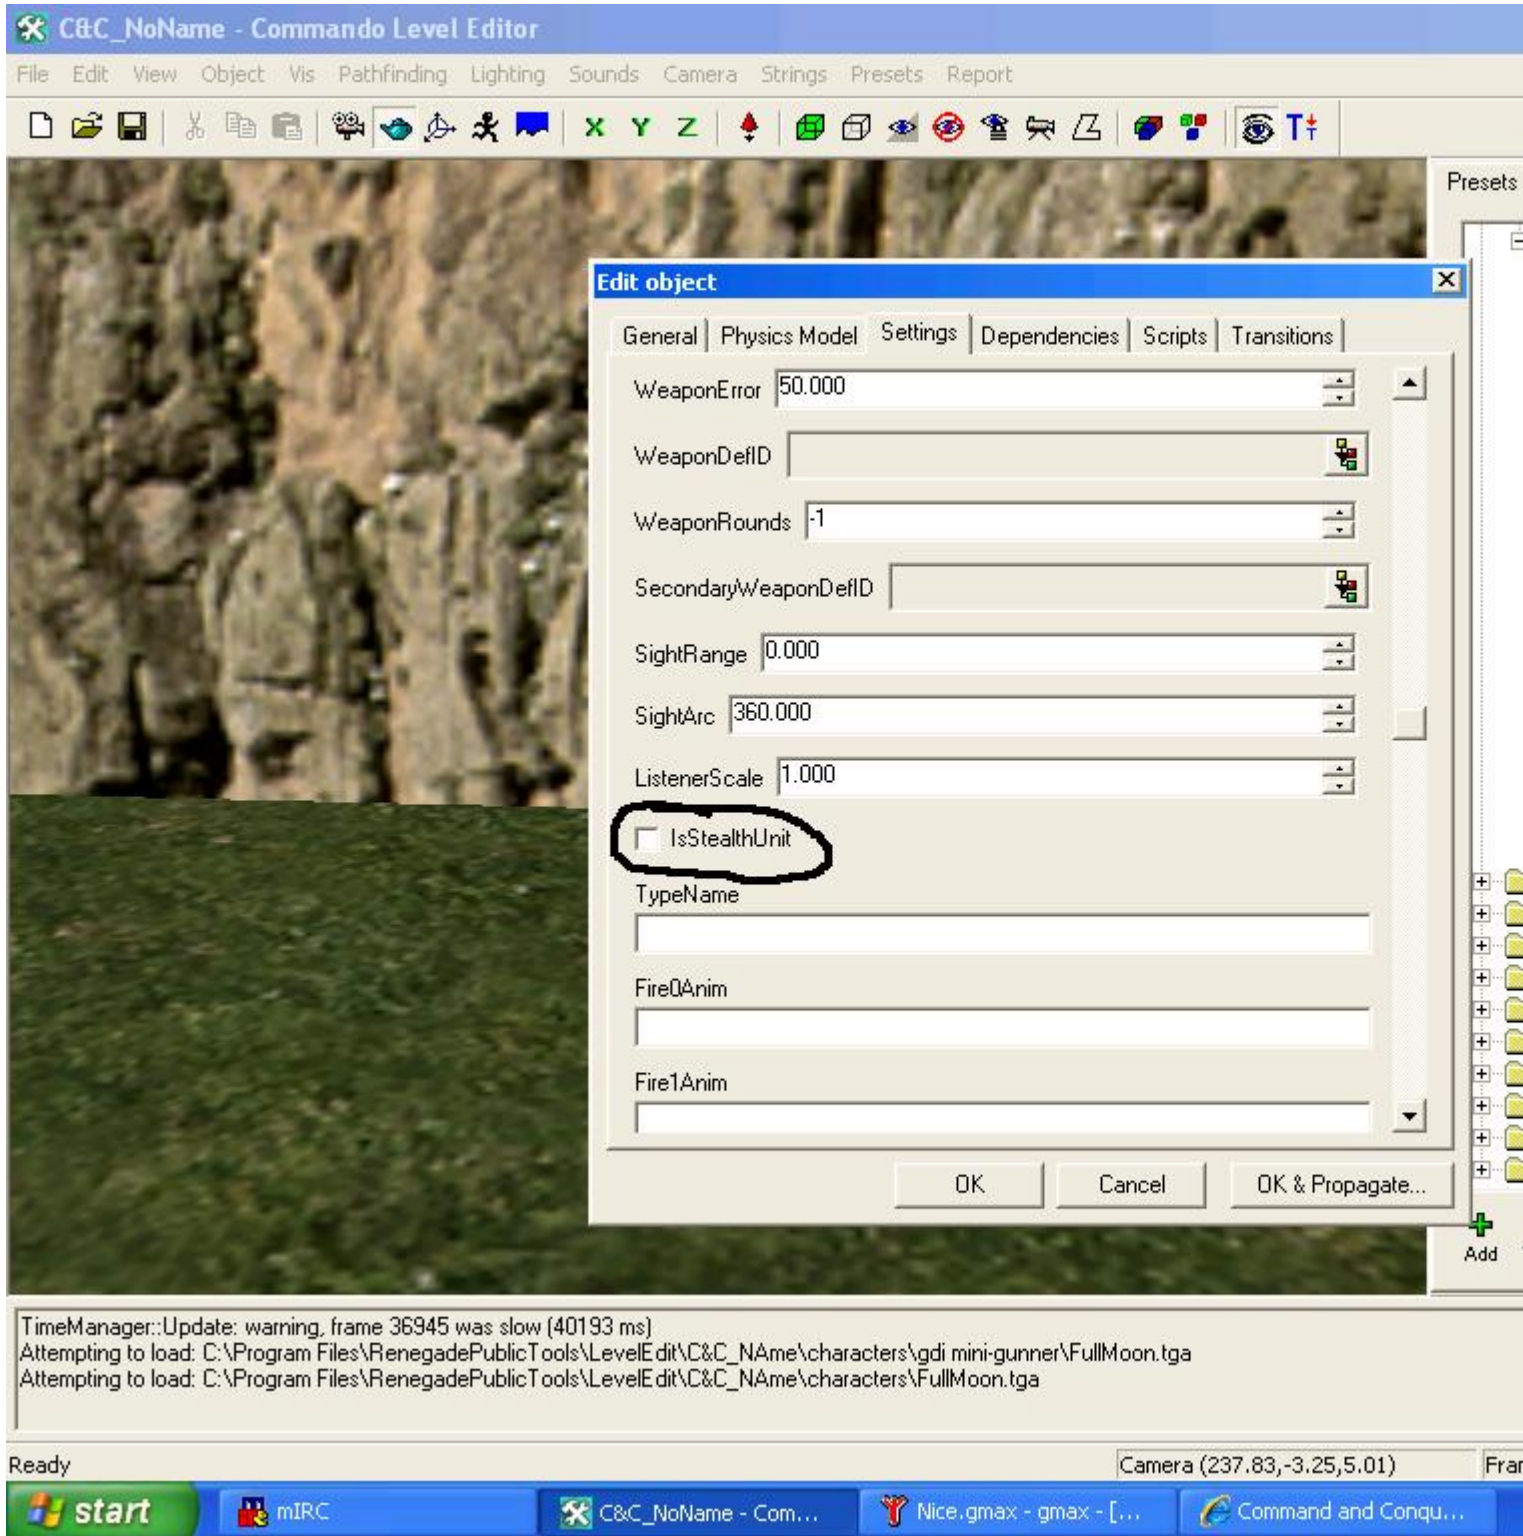 C&C_NoName - Commando Level Editor
File Edit View Object Vis Pathfinding Lighting Sounds Camera Strings Presets Report
X Y Z
Presets
Edit object
General Physics Model Settings Dependencies Scripts Transitions
WeaponError 50.000
WeaponDefID
WeaponRounds -1
SecondaryWeaponDefID
SightRange 0.000
SightArc 360.000
ListenerScale 1.000
IsStealthUnit
TypeName
Fire0Anim
Fire1Anim
OK Cancel OK & Propagate...
Add
TimeManager::Update: warning, frame 36945 was slow (40193 ms)
Attempting to load: C:\Program Files\RenegadePublicTools\LevelEdit\C&C_NAme\characters\gdi mini-gunner\FullMoon.tga
Attempting to load: C:\Program Files\RenegadePublicTools\LevelEdit\C&C_NAme\characters\FullMoon.tga
Ready Camera (237.83,-3.25,5.01) Fra
start mIRC C&C_NoName - Com... Nice.gmax - gmax - [... Command and Conqu...